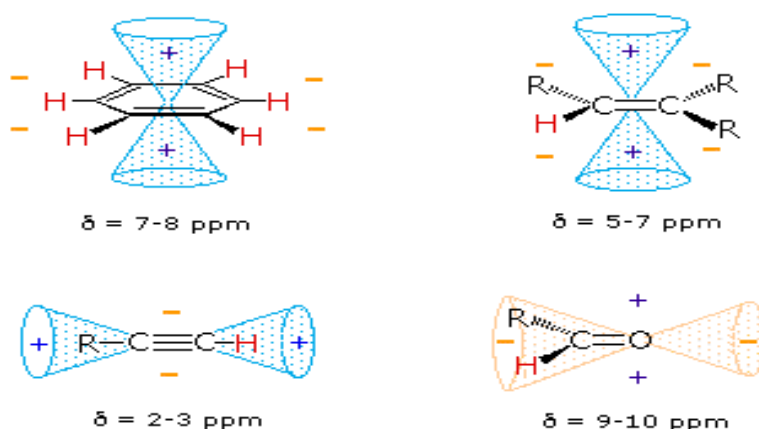 +
H H
H H
H H
+
− −
− −
δ = 7-8 ppm
+
− −
R R
C C
H R
+
− −
δ = 5-7 ppm
−
+ R C C H +
−
δ = 2-3 ppm
+
R
− C O −
H
+
δ = 9-10 ppm